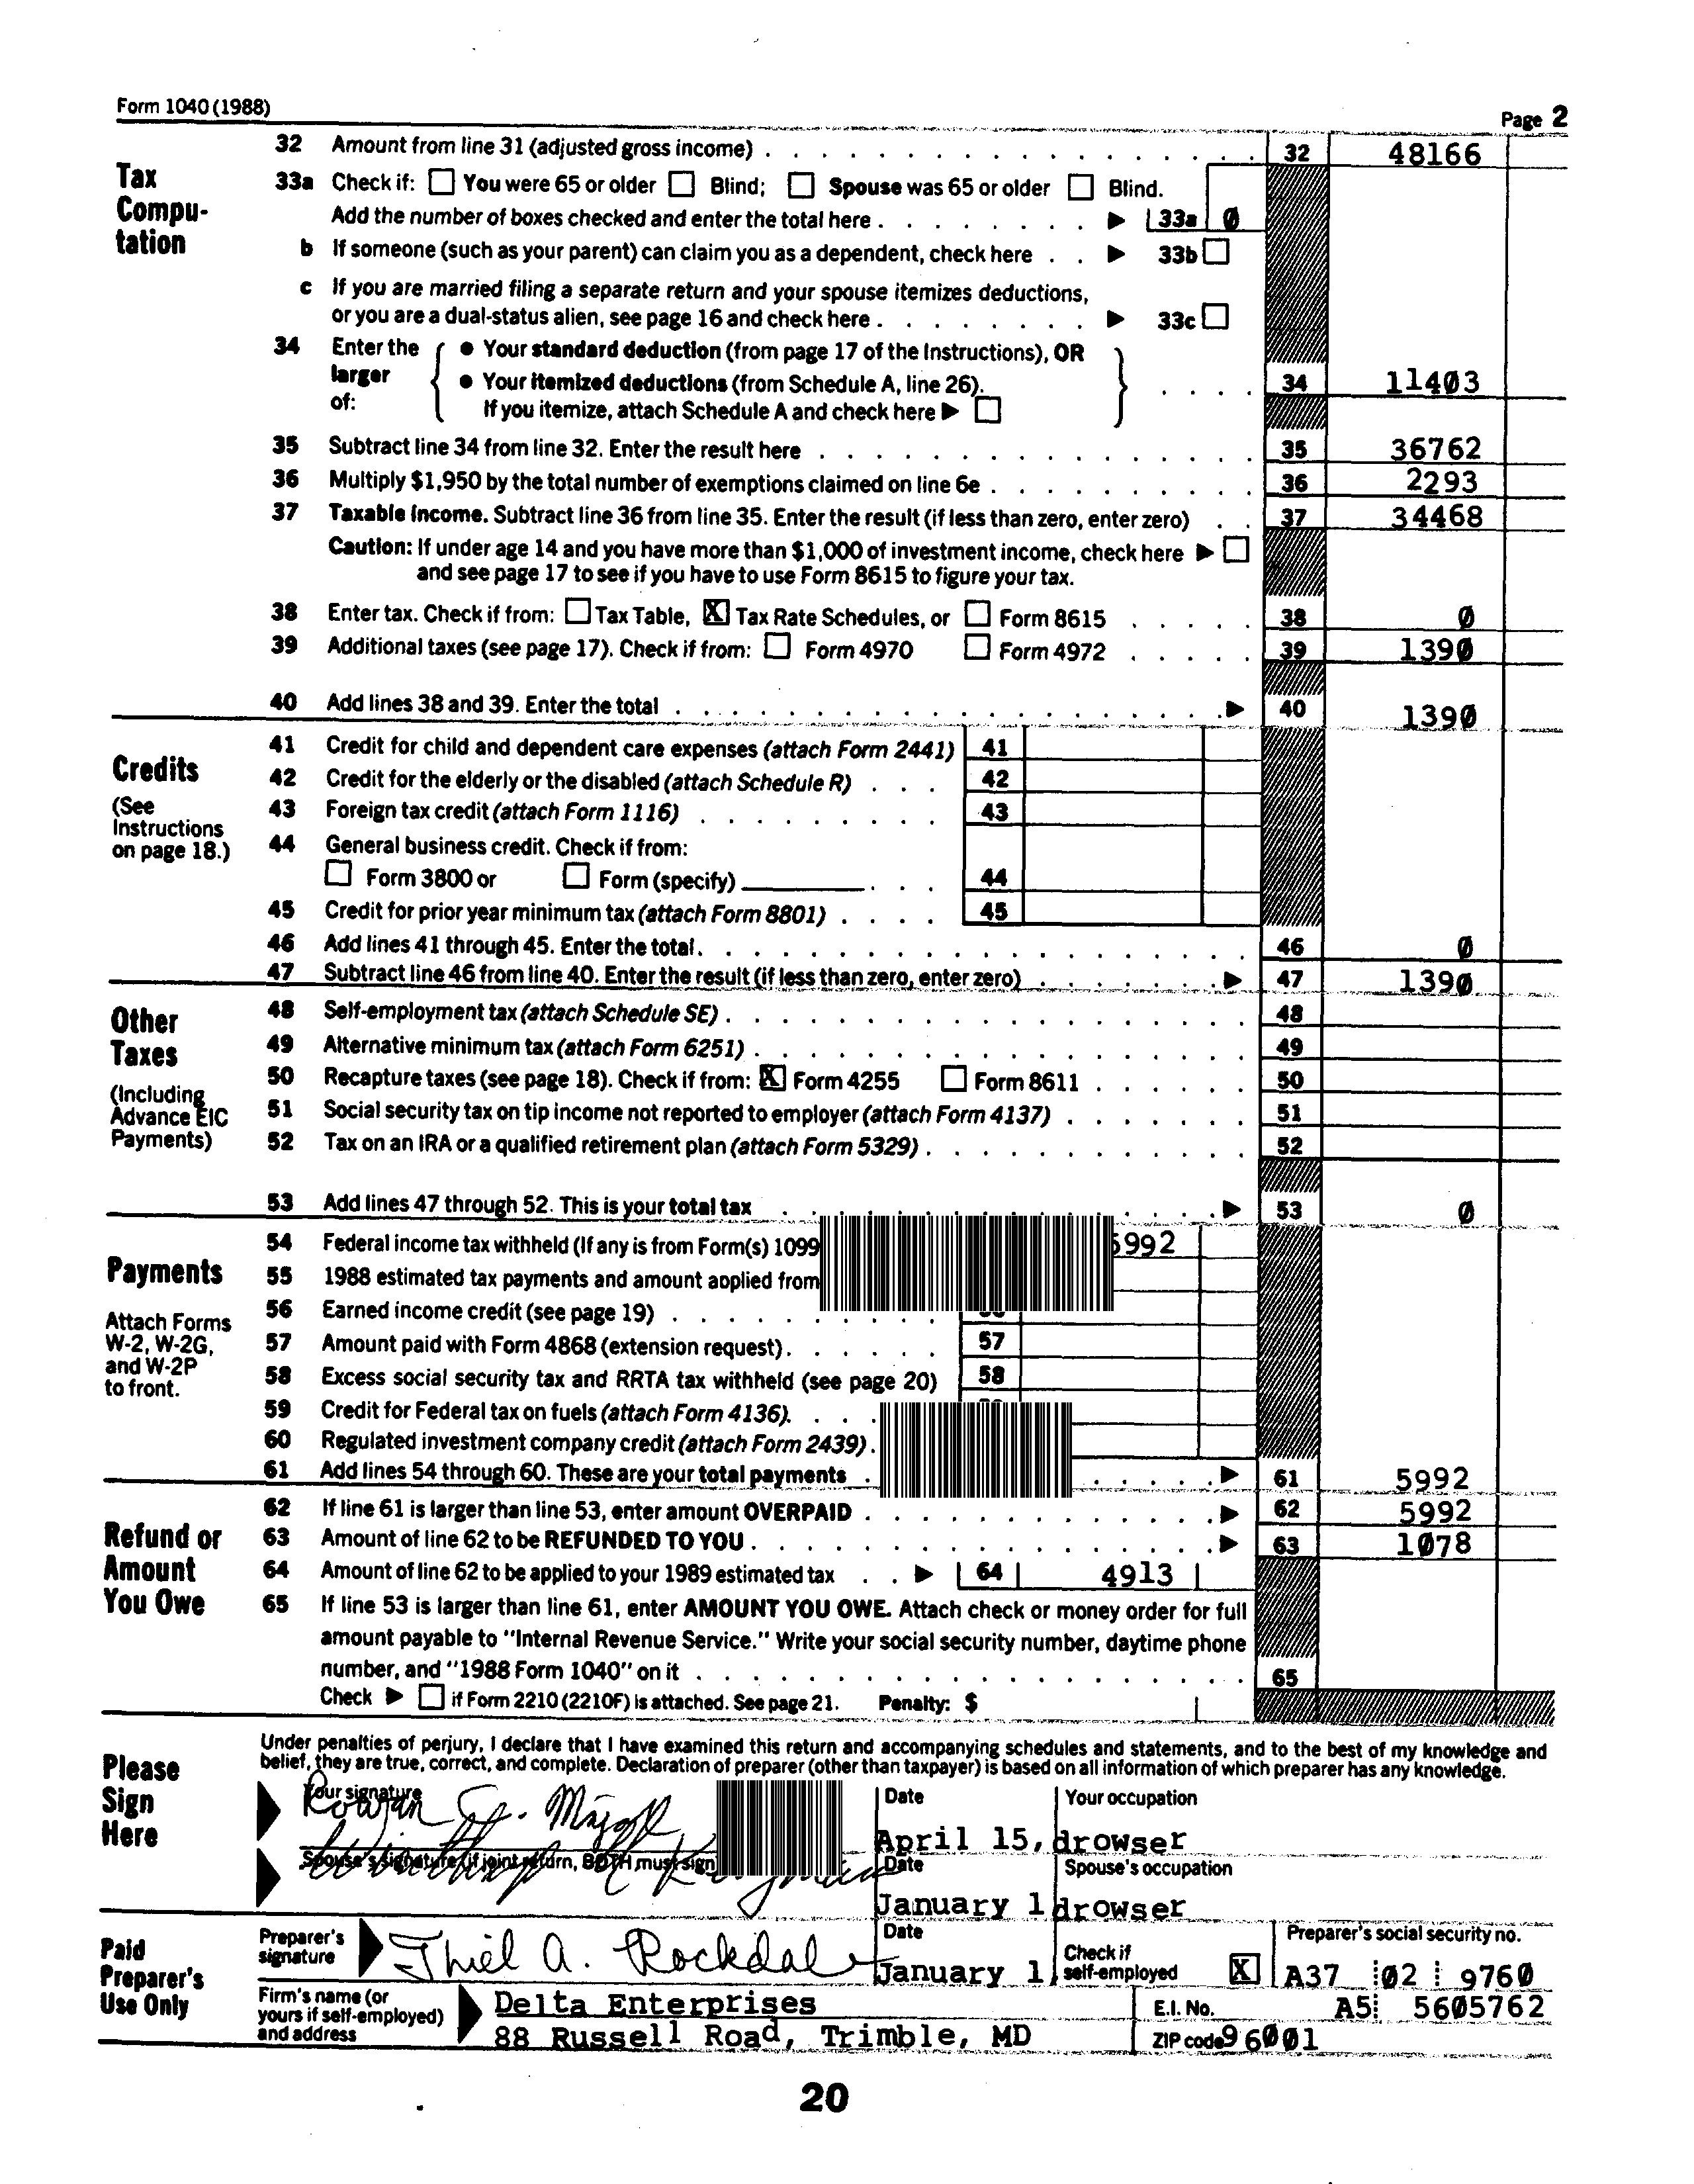 Form 1040 (1988)
Page 2
Tax Compu-tation
32 Amount from line 31 (adjusted gross income) 32 48166
33a Check if: You were 65 or older Blind; Spouse was 65 or older Blind.
Add the number of boxes checked and enter the total here 33a 0
b If someone (such as your parent) can claim you as a dependent, check here 33b
c If you are married filing a separate return and your spouse itemizes deductions,
or you are a dual-status alien, see page 16 and check here 33c
34 Enter the larger of:
• Your standard deduction (from page 17 of the Instructions), OR
• Your itemized deductions (from Schedule A, line 26).
If you itemize, attach Schedule A and check here
34 11403
35 Subtract line 34 from line 32. Enter the result here 35 36762
36 Multiply $1,950 by the total number of exemptions claimed on line 6e 36 2293
37 Taxable income. Subtract line 36 from line 35. Enter the result (if less than zero, enter zero) 37 34468
Caution: If under age 14 and you have more than $1,000 of investment income, check here
and see page 17 to see if you have to use Form 8615 to figure your tax.
38 Enter tax. Check if from: Tax Table, X Tax Rate Schedules, or Form 8615 38 0
39 Additional taxes (see page 17). Check if from: Form 4970 Form 4972 39 1390
40 Add lines 38 and 39. Enter the total 40 1390
Credits
(See Instructions on page 18.)
41 Credit for child and dependent care expenses (attach Form 2441) 41
42 Credit for the elderly or the disabled (attach Schedule R) 42
43 Foreign tax credit (attach Form 1116) 43
44 General business credit. Check if from:
Form 3800 or Form (specify) 44
45 Credit for prior year minimum tax (attach Form 8801) 45
46 Add lines 41 through 45. Enter the total 46 0
47 Subtract line 46 from line 40. Enter the result (if less than zero, enter zero) 47 1390
Other Taxes
(Including Advance EIC Payments)
48 Self-employment tax (attach Schedule SE) 48
49 Alternative minimum tax (attach Form 6251) 49
50 Recapture taxes (see page 18). Check if from: X Form 4255 Form 8611 50
51 Social security tax on tip income not reported to employer (attach Form 4137) 51
52 Tax on an IRA or a qualified retirement plan (attach Form 5329) 52
53 Add lines 47 through 52. This is your total tax 53 0
Payments
Attach Forms W-2, W-2G, and W-2P to front.
54 Federal income tax withheld (If any is from Form(s) 1099 5992
55 1988 estimated tax payments and amount applied from
56 Earned income credit (see page 19)
57 Amount paid with Form 4868 (extension request) 57
58 Excess social security tax and RRTA tax withheld (see page 20) 58
59 Credit for Federal tax on fuels (attach Form 4136)
60 Regulated investment company credit (attach Form 2439)
61 Add lines 54 through 60. These are your total payments 61 5992
Refund or Amount You Owe
62 If line 61 is larger than line 53, enter amount OVERPAID 62 5992
63 Amount of line 62 to be REFUNDED TO YOU 63 1078
64 Amount of line 62 to be applied to your 1989 estimated tax 64 4913
65 If line 53 is larger than line 61, enter AMOUNT YOU OWE. Attach check or money order for full
amount payable to "Internal Revenue Service." Write your social security number, daytime phone
number, and "1988 Form 1040" on it 65
Check if Form 2210 (2210F) is attached. See page 21. Penalty: $
Please Sign Here
Under penalties of perjury, I declare that I have examined this return and accompanying schedules and statements, and to the best of my knowledge and
belief, they are true, correct, and complete. Declaration of preparer (other than taxpayer) is based on all information of which preparer has any knowledge.
Your signature Rowan Date Your occupation
April 15, drowser
Spouse's signature (if joint return, BOTH must sign Date Spouse's occupation
January 1 drowser
Paid Preparer's Use Only
Preparer's signature Thiel A. Rockdale Date January 1 Check if self-employed X Preparer's social security no. A37 02 9760
Firm's name (or yours if self-employed) and address
Delta Enterprises E.I. No. A5 5605762
88 Russell Road, Trimble, MD ZIP code 96001
20